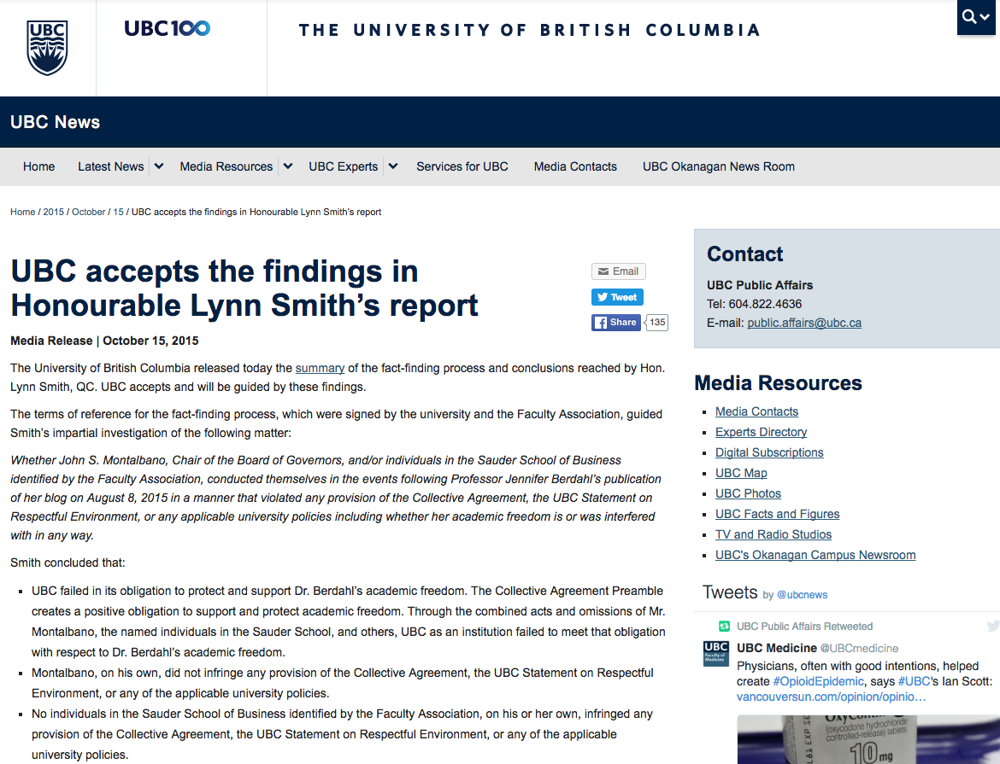 UBC
UBC100
THE UNIVERSITY OF BRITISH COLUMBIA
UBC News
Home
Latest News
Media Resources
UBC Experts
Services for UBC
Media Contacts
UBC Okanagan News Room
Home / 2015 / October / 15 / UBC accepts the findings in Honourable Lynn Smith's report
UBC accepts the findings in
Honourable Lynn Smith's report
Email
Tweet
Share 135
Media Release | October 15, 2015
The University of British Columbia released today the summary of the fact-finding process and conclusions reached by Hon.
Lynn Smith, QC. UBC accepts and will be guided by these findings.
The terms of reference for the fact-finding process, which were signed by the university and the Faculty Association, guided
Smith's impartial investigation of the following matter:
Whether John S. Montalbano, Chair of the Board of Governors, and/or individuals in the Sauder School of Business
identified by the Faculty Association, conducted themselves in the events following Professor Jennifer Berdahl's publication
of her blog on August 8, 2015 in a manner that violated any provision of the Collective Agreement, the UBC Statement on
Respectful Environment, or any applicable university policies including whether her academic freedom is or was interfered
with in any way.
Smith concluded that:
▪ UBC failed in its obligation to protect and support Dr. Berdahl's academic freedom. The Collective Agreement Preamble
creates a positive obligation to support and protect academic freedom. Through the combined acts and omissions of Mr.
Montalbano, the named individuals in the Sauder School, and others, UBC as an institution failed to meet that obligation
with respect to Dr. Berdahl's academic freedom.
▪ Montalbano, on his own, did not infringe any provision of the Collective Agreement, the UBC Statement on Respectful
Environment, or any of the applicable university policies.
▪ No individuals in the Sauder School of Business identified by the Faculty Association, on his or her own, infringed any
provision of the Collective Agreement, the UBC Statement on Respectful Environment, or any of the applicable
university policies.
Contact
UBC Public Affairs
Tel: 604.822.4636
E-mail: public.affairs@ubc.ca
Media Resources
▪ Media Contacts
▪ Experts Directory
▪ Digital Subscriptions
▪ UBC Map
▪ UBC Photos
▪ UBC Facts and Figures
▪ TV and Radio Studios
▪ UBC's Okanagan Campus Newsroom
Tweets by @ubcnews
UBC Public Affairs Retweeted
UBC
Faculty of
Medicine
UBC Medicine @UBCmedicine
Physicians, often with good intentions, helped
create #OpioidEpidemic, says #UBC's Ian Scott:
vancouversun.com/opinion/opinio…
(oxycodone hydrochloride
controlled-release) tablets
10 mg